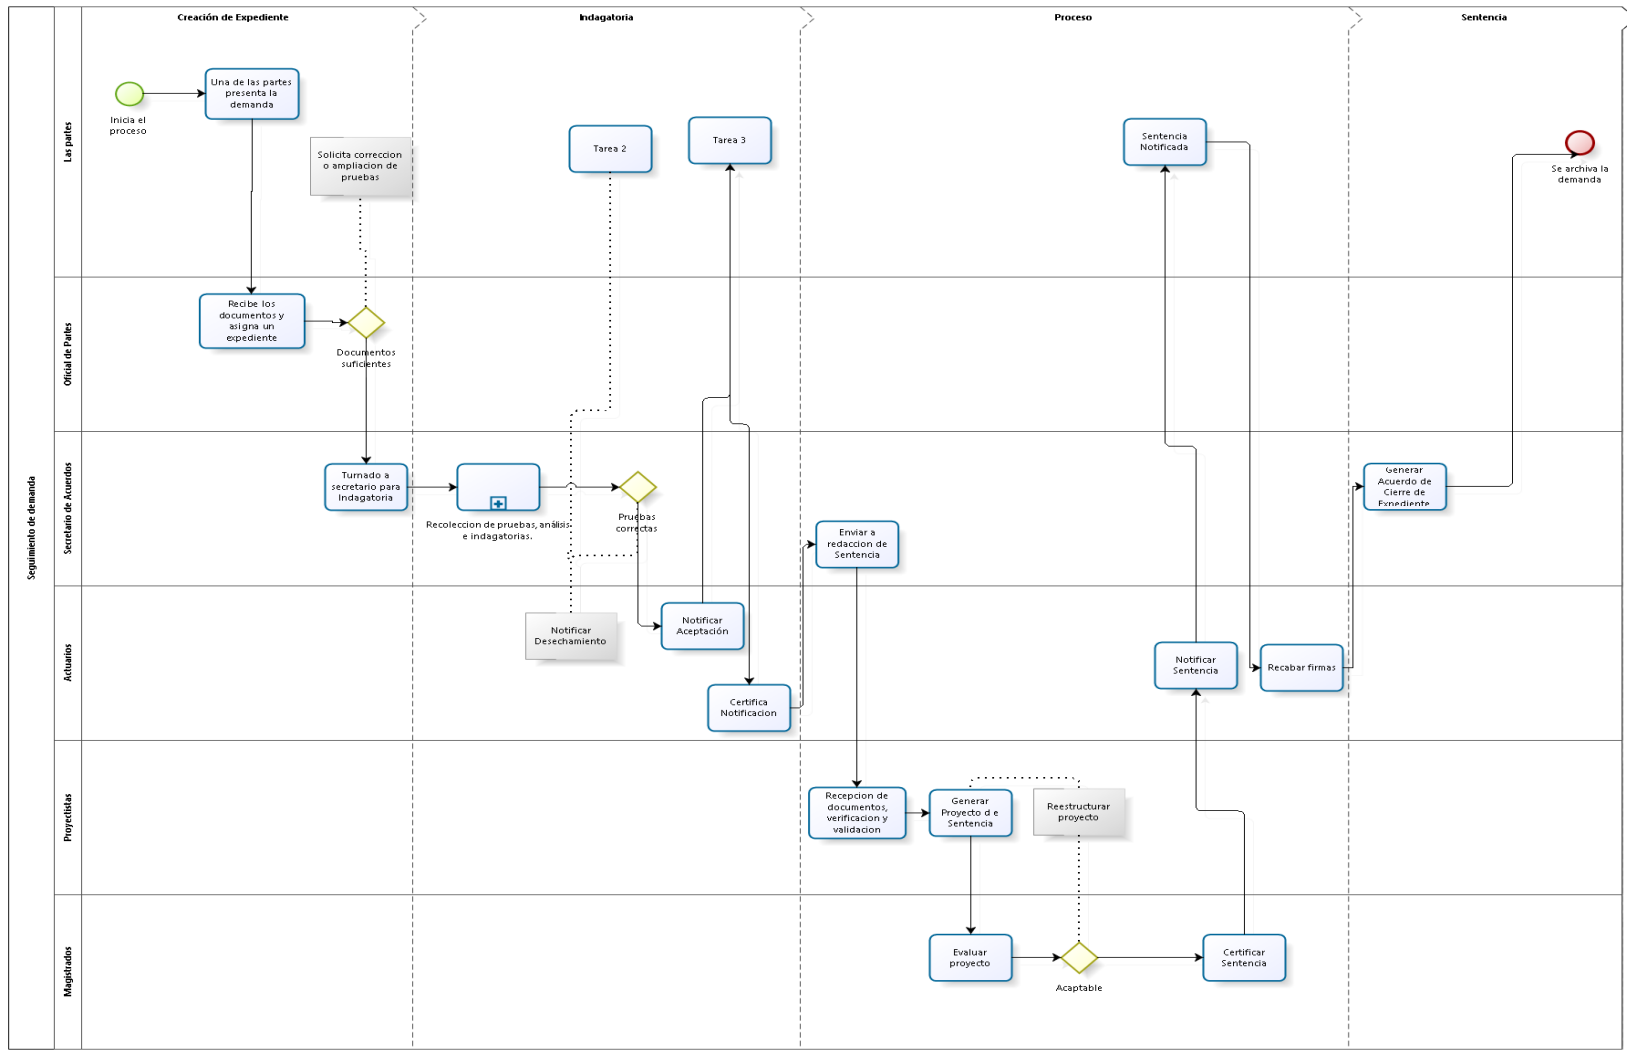 Creación de Expediente
Indagatoria
Proceso
Sentencia
Seguimiento de demanda
Las partes
Inicia el
proceso
Una de las partes
presenta la
demanda
Solicita correccion
o ampliacion de
pruebas
Tarea 2
Tarea 3
Sentencia
Notificada
Se archiva la
demanda
Oficial de Partes
Recibe los
documentos y
asigna un
expediente
Documentos
suficientes
Secretario de Acuerdos
Turnado a
secretario para
Indagatoria
Recoleccion de pruebas, análisis
e indagatorias.
Pruebas
correctas
Enviar a
redaccion de
Sentencia
Generar
Acuerdo de
Cierre de
Expediente
Actuarios
Notificar
Desechamiento
Notificar
Aceptación
Certifica
Notificacion
Notificar
Sentencia
Recabar firmas
Proyectistas
Recepcion de
documentos,
verificacion y
validacion
Generar
Proyecto d e
Sentencia
Reestructurar
proyecto
Magistrados
Evaluar
proyecto
Acaptable
Certificar
Sentencia